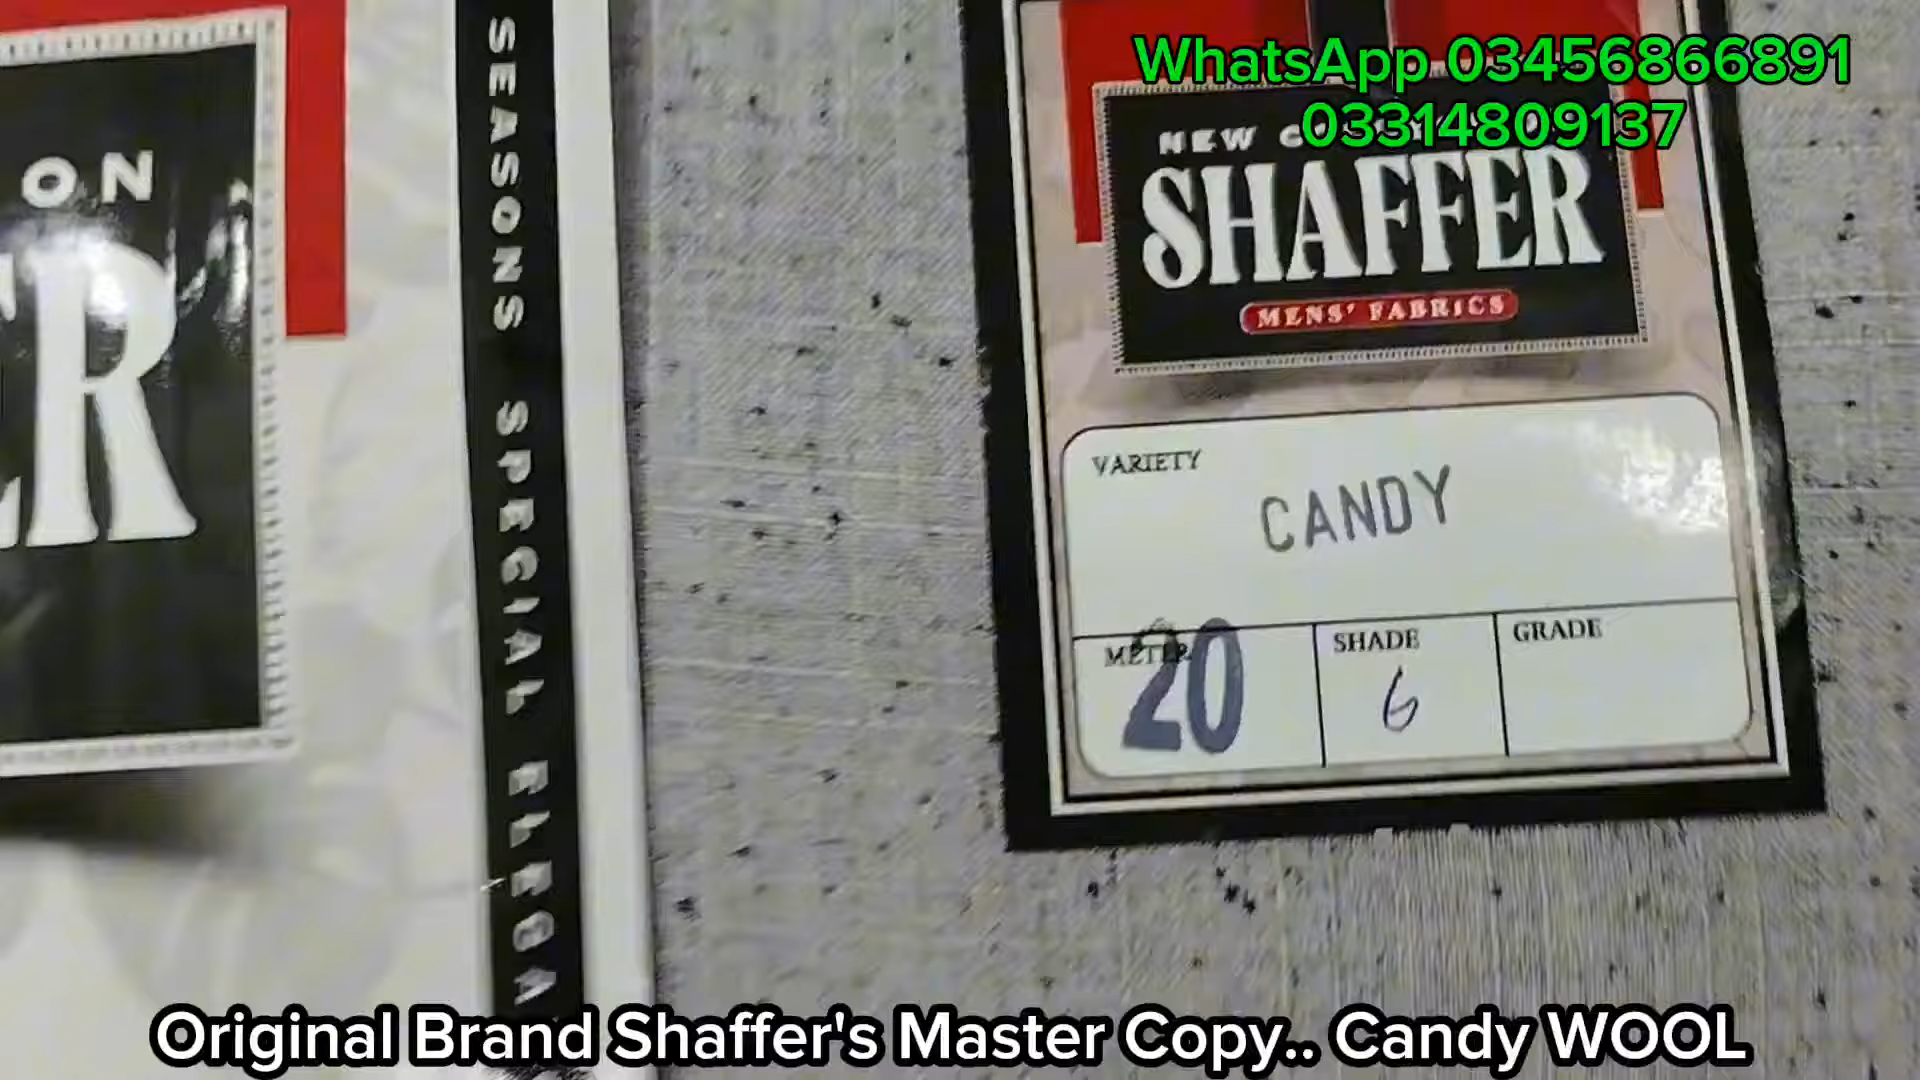 WhatsApp 03456866891
03314809137
ON
ER
SEASONS SPECIAL ELEGA
NEW
SHAFFER
MENS' FABRICS
VARIETY
CANDY
METER
20
SHADE
6
GRADE
Original Brand Shaffer's Master Copy.. Candy WOOL